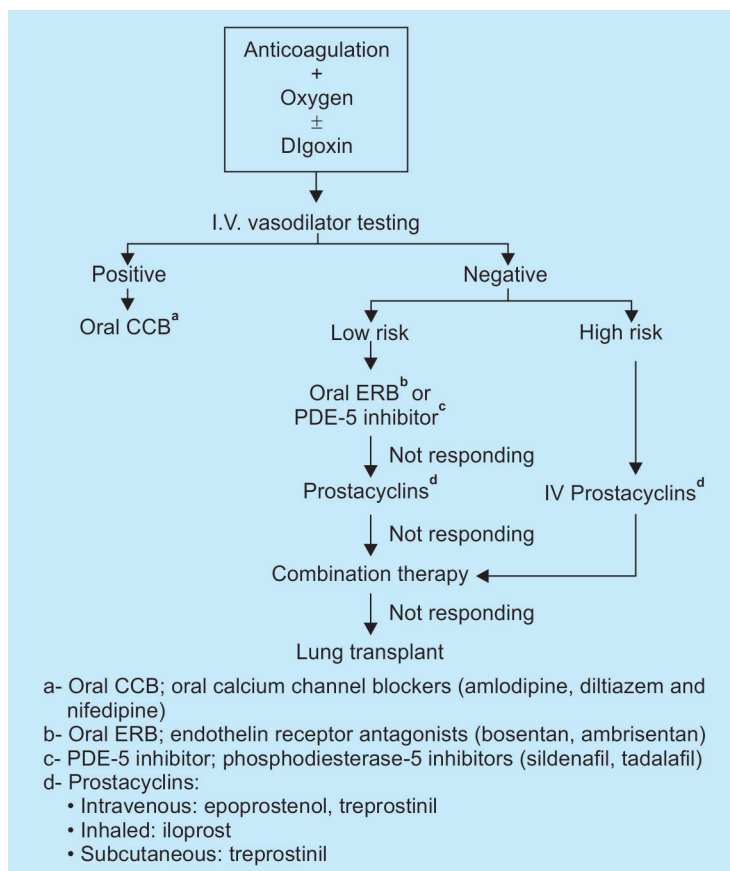 Anticoagulation
+
Oxygen
±
DIgoxin
I.V. vasodilator testing
Positive
Negative
Oral CCBᵃ
Low risk
High risk
Oral ERBᵇ or
PDE-5 inhibitorᶜ
Not responding
Prostacyclinsᵈ
IV Prostacyclinsᵈ
Not responding
Combination therapy
Not responding
Lung transplant
a- Oral CCB; oral calcium channel blockers (amlodipine, diltiazem and
nifedipine)
b- Oral ERB; endothelin receptor antagonists (bosentan, ambrisentan)
c- PDE-5 inhibitor; phosphodiesterase-5 inhibitors (sildenafil, tadalafil)
d- Prostacyclins:
• Intravenous: epoprostenol, treprostinil
• Inhaled: iloprost
• Subcutaneous: treprostinil